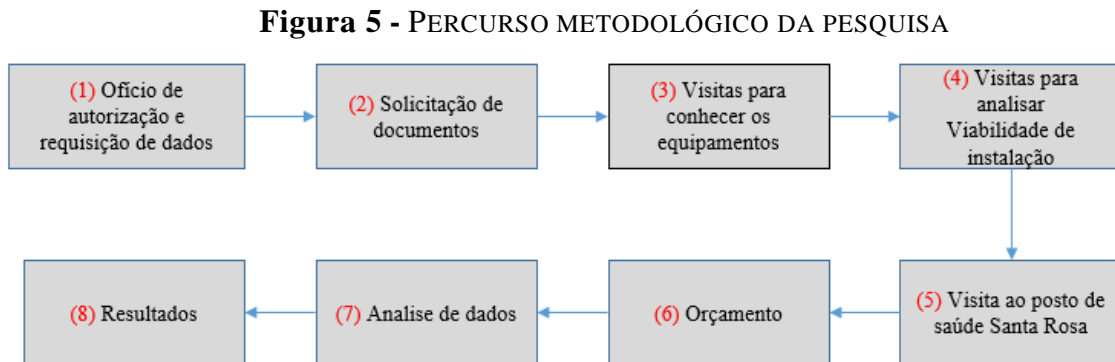 Figura 5 - PERCURSO METODOLÓGICO DA PESQUISA
(1) Ofício de
autorização e
requisição de dados
(2) Solicitação de
documentos
(3) Visitas para
conhecer os
equipamentos
(4) Visitas para
analisar
Viabilidade de
instalação
(5) Visita ao posto de
saúde Santa Rosa
(6) Orçamento
(7) Analise de dados
(8) Resultados